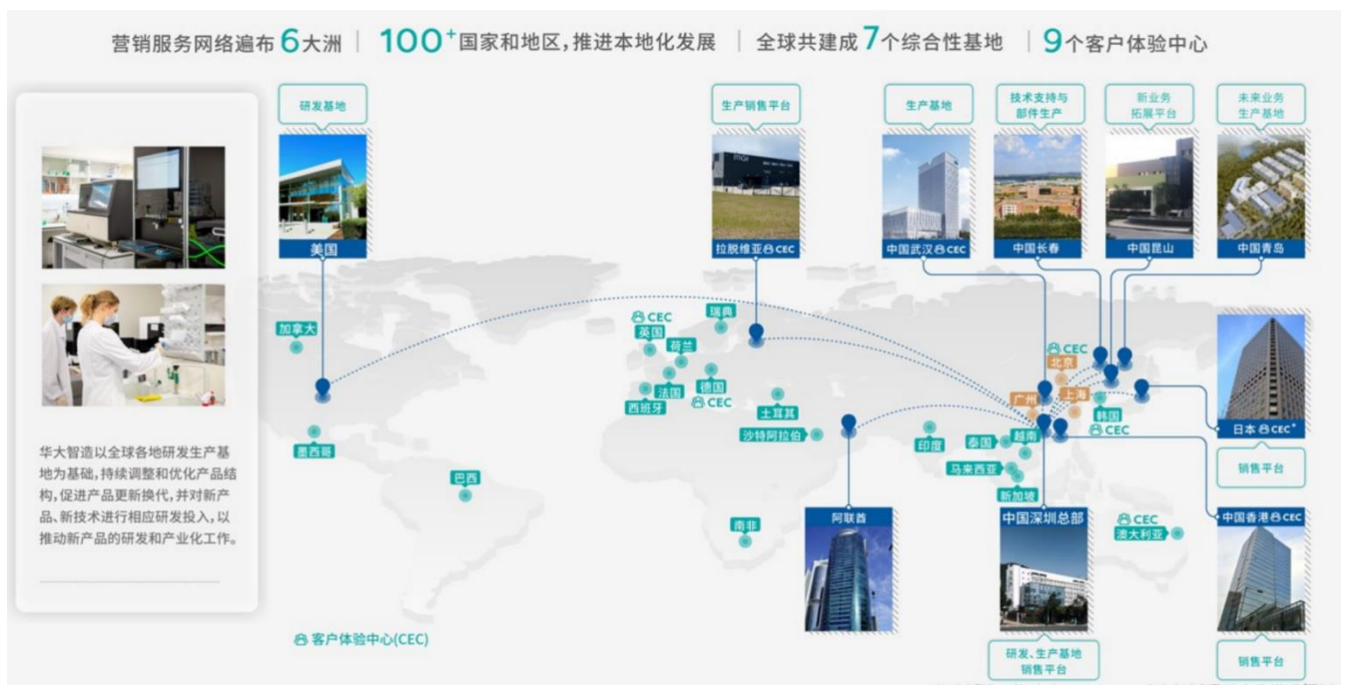 营销服务网络遍布6大洲 | 100+国家和地区，推进本地化发展 | 全球共建成7个综合性基地 | 9个客户体验中心
研发基地
美国
生产销售平台
mgi
拉脱维亚 CEC
生产基地
中国武汉 CEC
技术支持与
部件生产
中国长春
新业务
拓展平台
中国昆山
未来业务
生产基地
中国青岛
华大智造以全球各地研发生产基
地为基础，持续调整和优化产品结
构，促进产品更新换代，并对新产
品、新技术进行相应研发投入，以
推动新产品的研发和产业化工作。
加拿大
墨西哥
巴西
CEC
英国
瑞典
荷兰
法国
德国
CEC
西班牙
土耳其
沙特阿拉伯
南非
印度
泰国
越南
马来西亚
新加坡
CEC
北京
广州
上海
韩国
CEC
CEC
澳大利亚
日本 CEC+
销售平台
阿联酋
中国深圳总部
研发、生产基地
销售平台
中国香港 CEC
销售平台
客户体验中心(CEC)